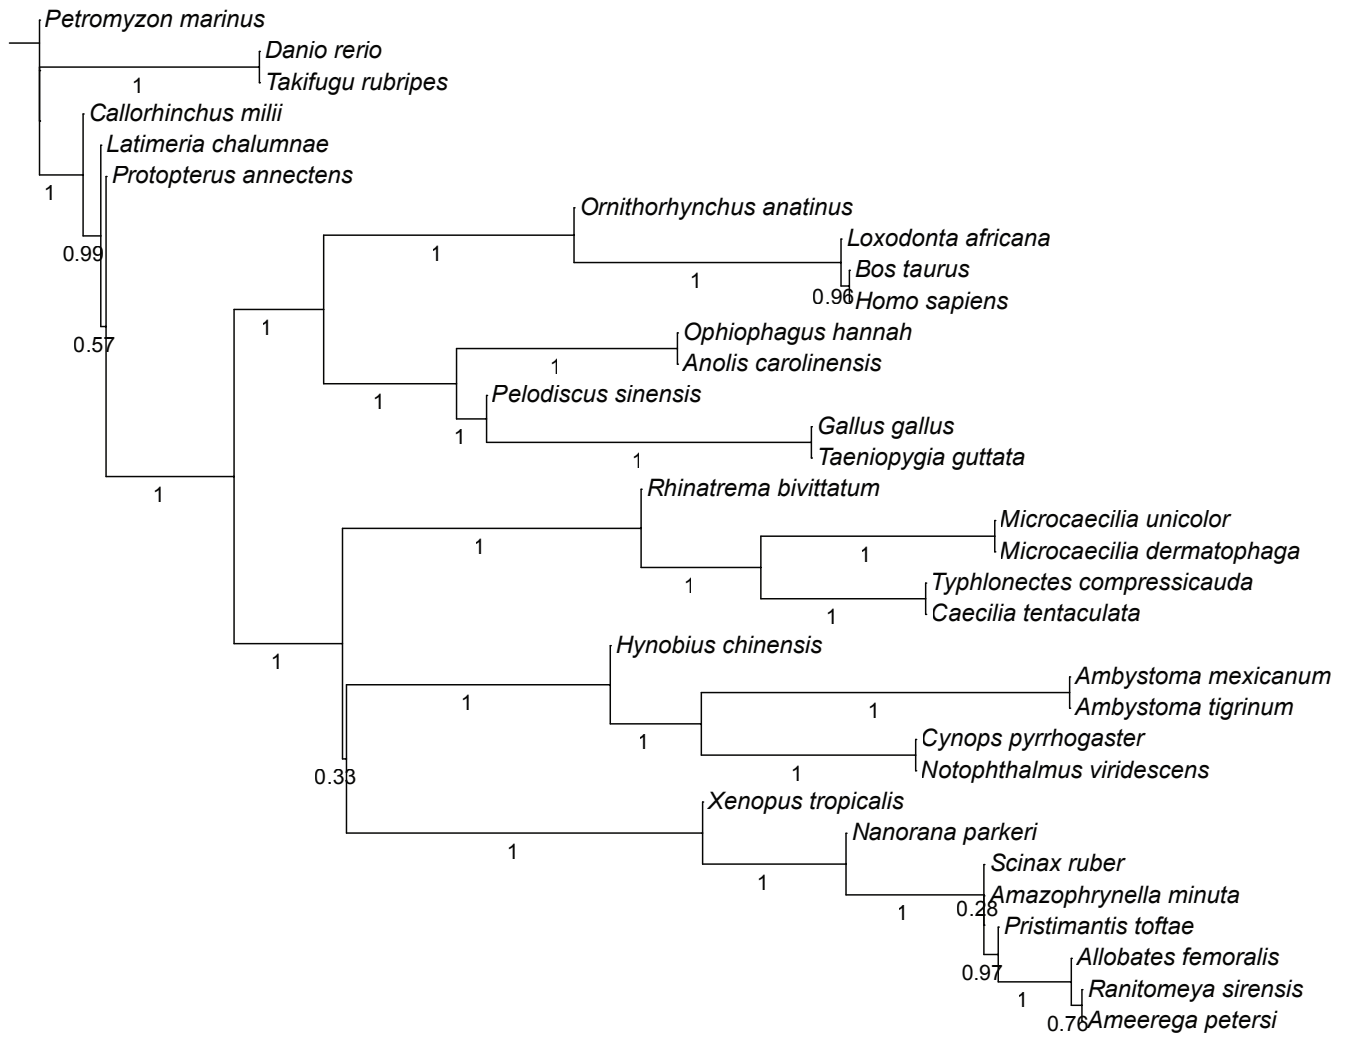 Petromyzon marinus
Danio rerio
1
Takifugu rubripes
Callorhinchus milii
Latimeria chalumnae
Protopterus annectens
1
Ornithorhynchus anatinus
Loxodonta africana
0.99
1
Bos taurus
1
0.96
Homo sapiens
1
Ophiophagus hannah
0.57
Anolis carolinensis
1
Pelodiscus sinensis
1
Gallus gallus
1
Taeniopygia guttata
1
Rhinatrema bivittatum
1
Microcaecilia unicolor
1
Microcaecilia dermatophaga
1
Typhlonectes compressicauda
1
Caecilia tentaculata
1
Hynobius chinensis
1
Ambystoma mexicanum
1
Ambystoma tigrinum
1
Cynops pyrrhogaster
1
Notophthalmus viridescens
0.33
1
Xenopus tropicalis
Nanorana parkeri
1
Scinax ruber
1
Amazophrynella minuta
0.28
1
Pristimantis toftae
Allobates femoralis
0.97
Ranitomeya sirensis
1
Ameerega petersi
0.76